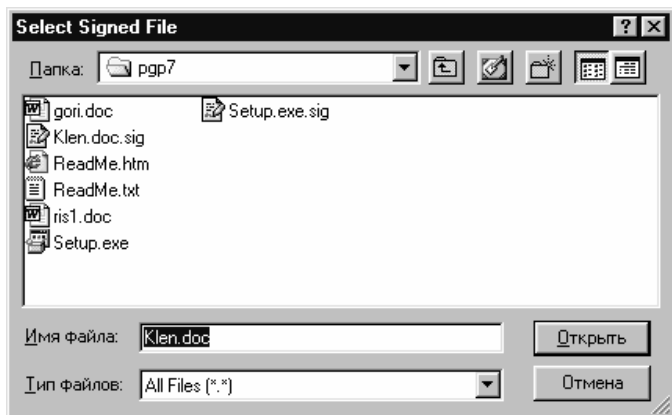 Select Signed File
Папка: pgp7
gori.doc Setup.exe.sig
Klen.doc.sig
ReadMe.htm
ReadMe.txt
ris1.doc
Setup.exe
Имя файла: Klen.doc Открыть
Тип файлов: All Files (*.*) Отмена